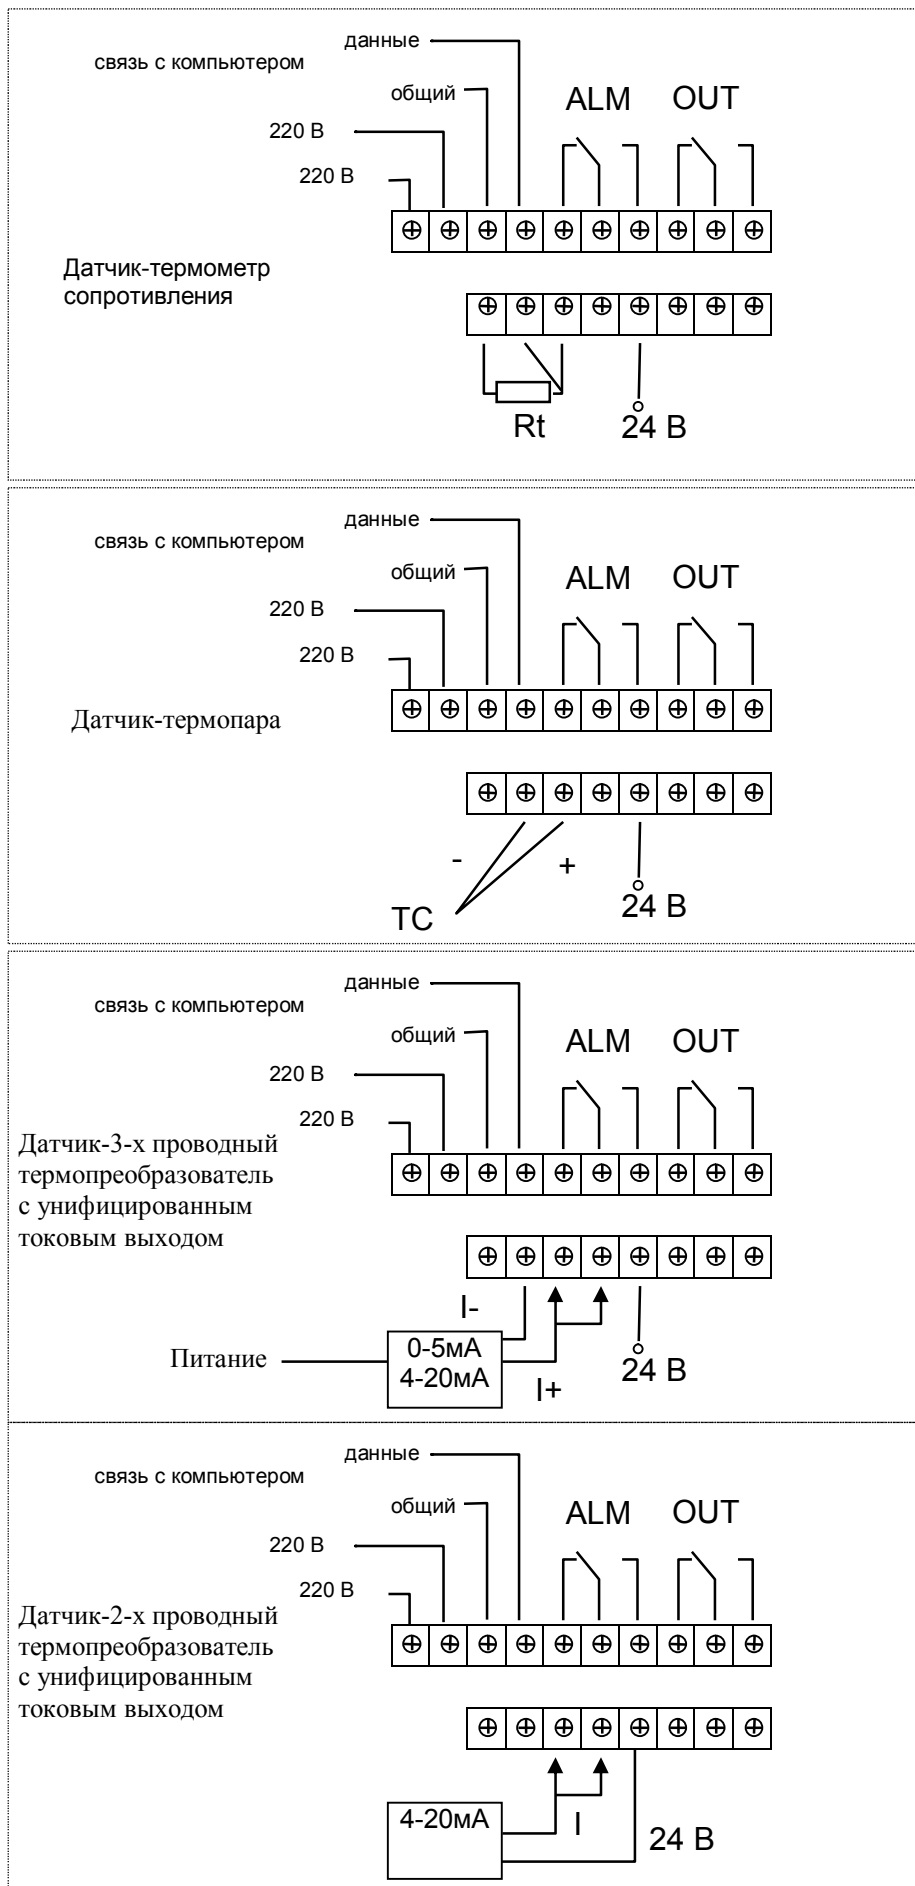 данные
связь с компьютером
общий
ALM OUT
220 В
220 В
Датчик-термометр
сопротивления
Rt
24 В
данные
связь с компьютером
общий
ALM OUT
220 В
220 В
Датчик-термопара
-
+
24 В
TC
данные
связь с компьютером
общий
ALM OUT
220 В
220 В
Датчик-3-х проводный
термопреобразователь
с унифицированным
токовым выходом
I-
Питание
0-5мА
4-20мА
I+
24 В
данные
связь с компьютером
общий
ALM OUT
220 В
220 В
Датчик-2-х проводный
термопреобразователь
с унифицированным
токовым выходом
4-20мА
I
24 В